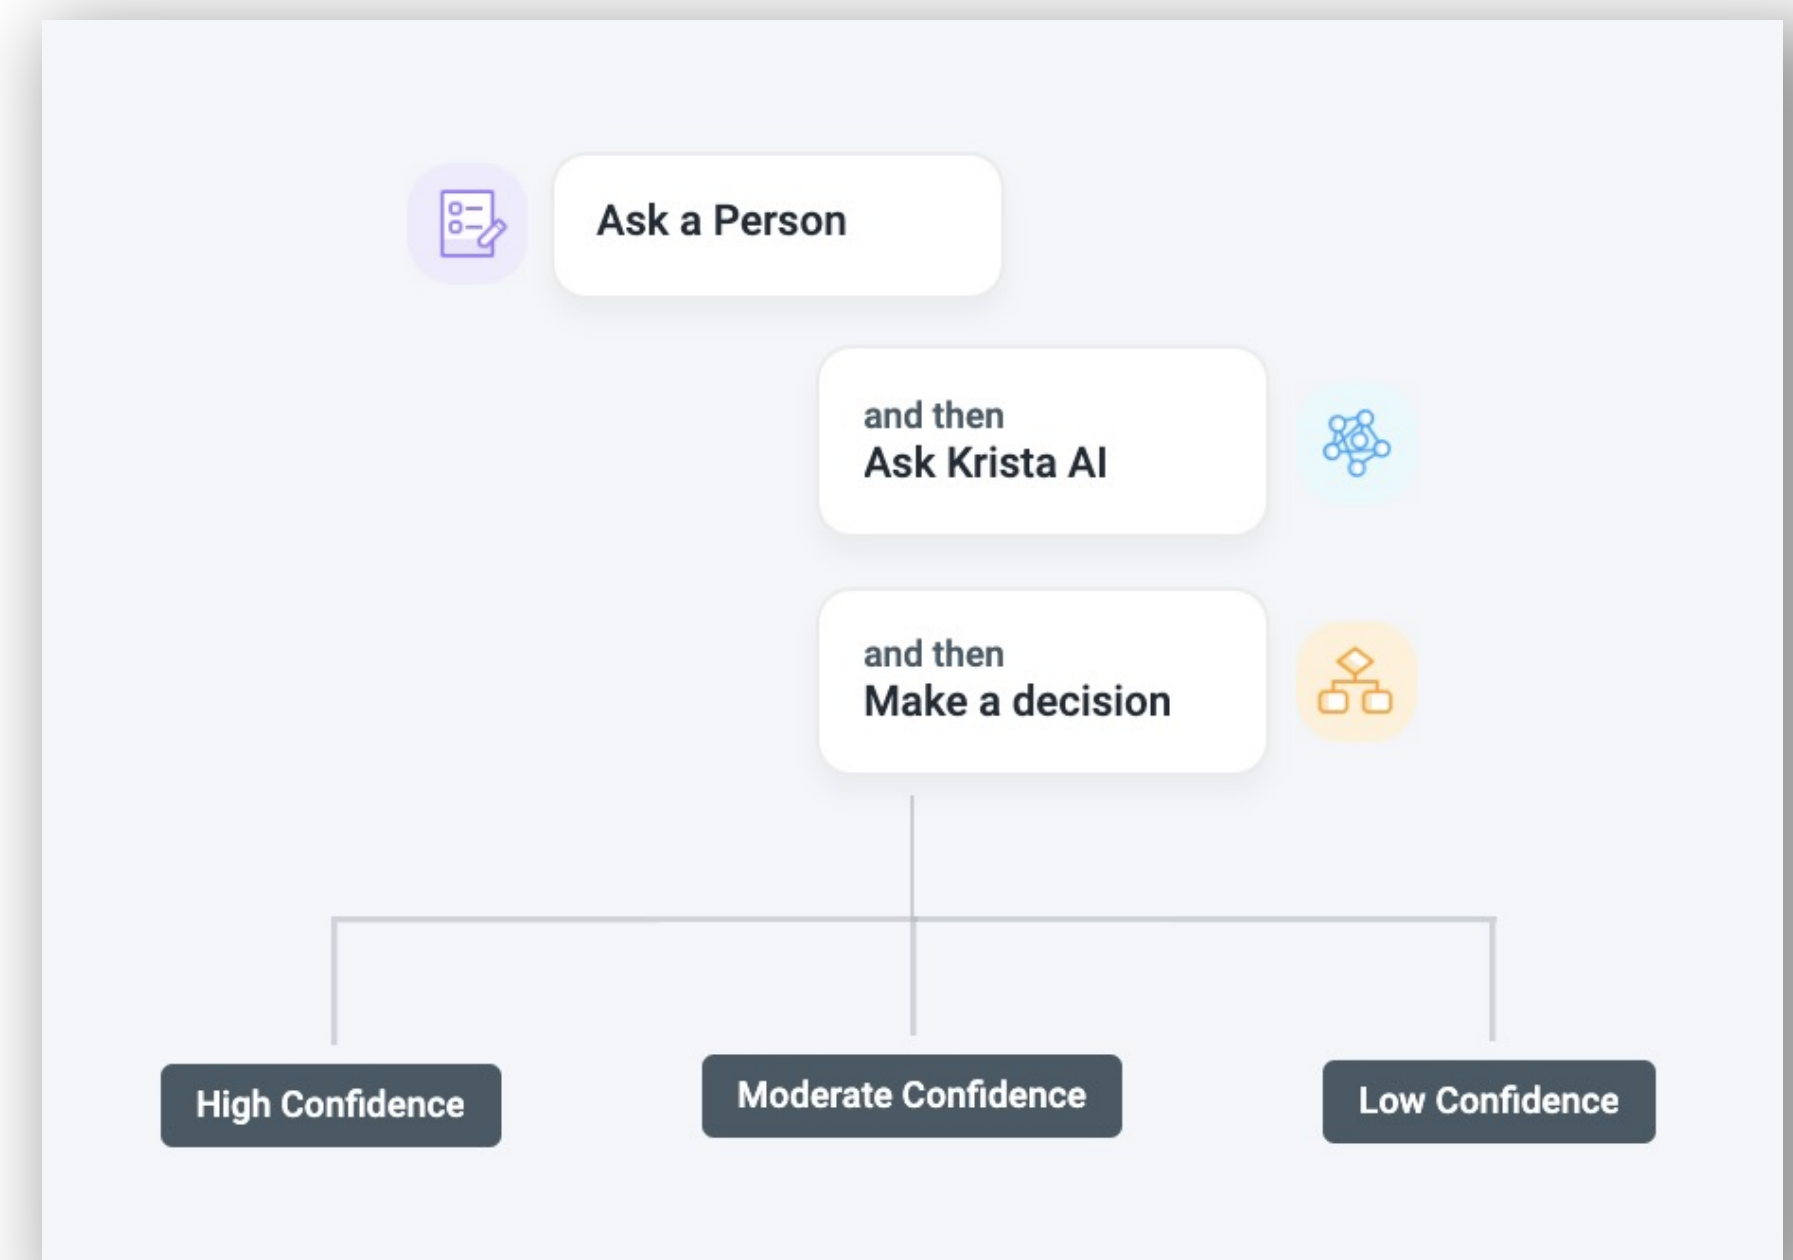 Ask a Person
and then
Ask Krista AI
and then
Make a decision
High Confidence
Moderate Confidence
Low Confidence